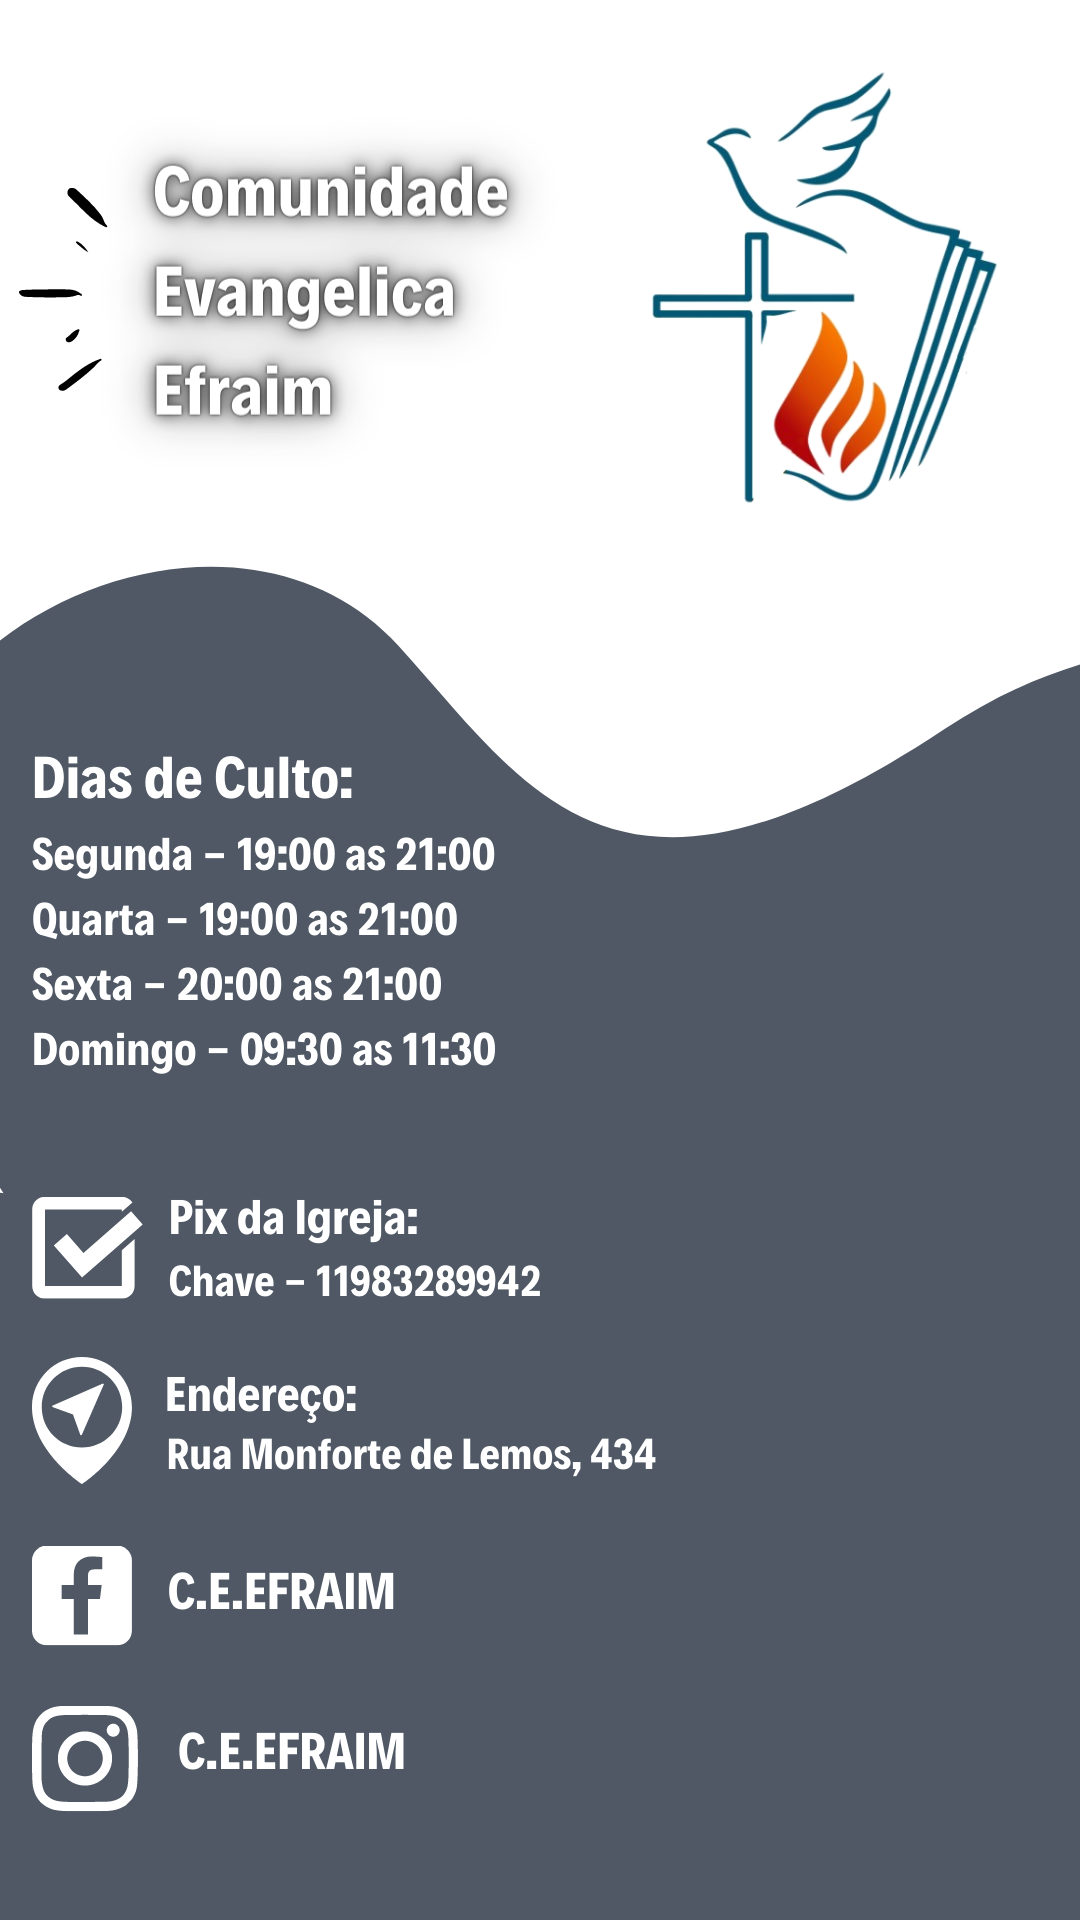 Comunidade
Evangelica
Efraim
Dias de Culto:
Segunda – 19:00 as 21:00
Quarta – 19:00 as 21:00
Sexta – 20:00 as 21:00
Domingo – 09:30 as 11:30
Pix da Igreja:
Chave – 11983289942
Endereço:
Rua Monforte de Lemos, 434
C.E.EFRAIM
C.E.EFRAIM